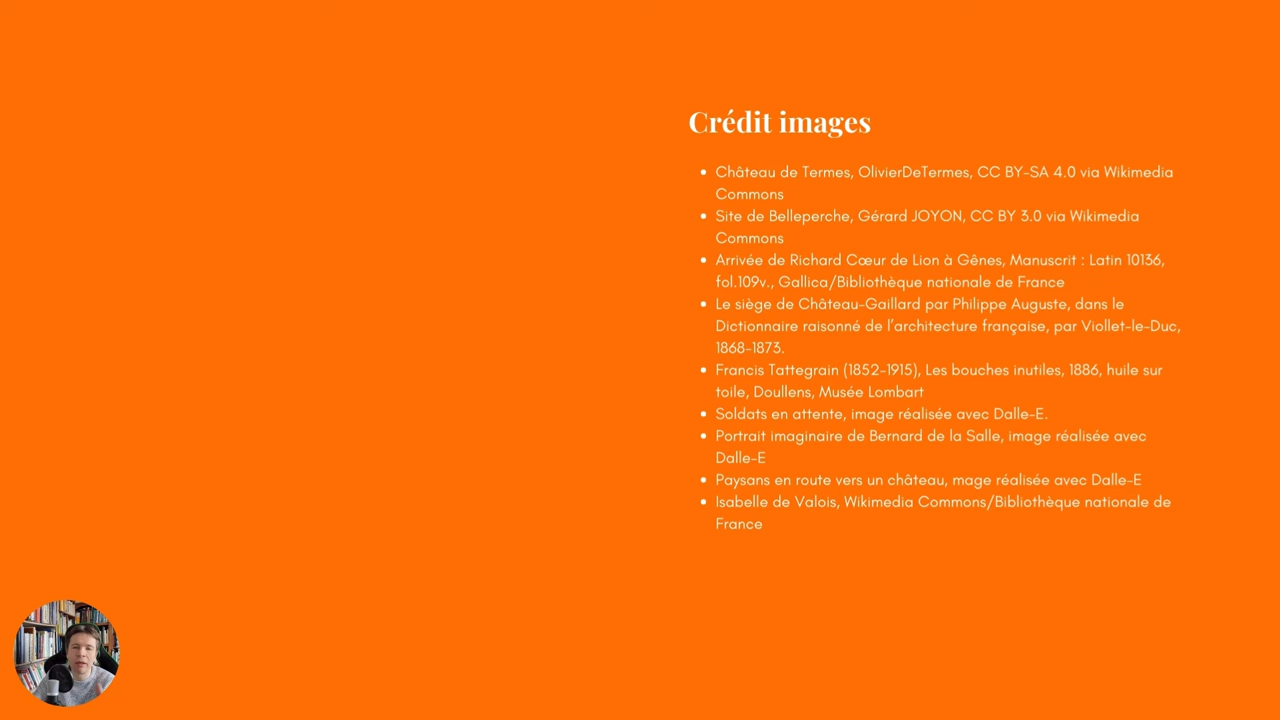 Crédit images
• Château de Termes, OlivierDeTermes, CC BY-SA 4.0 via Wikimedia
Commons
• Site de Belleperche, Gérard JOYON, CC BY 3.0 via Wikimedia
Commons
• Arrivée de Richard Cœur de Lion à Gênes, Manuscrit : Latin 10136,
fol.109v., Gallica/Bibliothèque nationale de France
• Le siège de Château-Gaillard par Philippe Auguste, dans le
Dictionnaire raisonné de l'architecture française, par Viollet-le-Duc,
1868-1873.
• Francis Tattegrain (1852-1915), Les bouches inutiles, 1886, huile sur
toile, Doullens, Musée Lombart
• Soldats en attente, image réalisée avec Dalle-E.
• Portrait imaginaire de Bernard de la Salle, image réalisée avec
Dalle-E
• Paysans en route vers un château, mage réalisée avec Dalle-E
• Isabelle de Valois, Wikimedia Commons/Bibliothèque nationale de
France